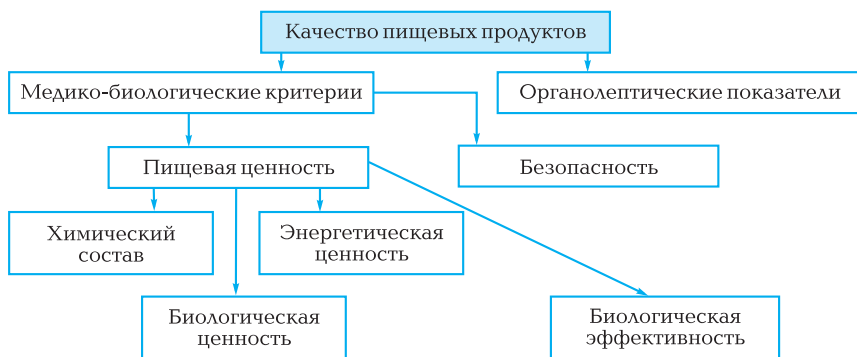 Качество пищевых продуктов
Медико-биологические критерии
Органолептические показатели
Пищевая ценность
Безопасность
Химический
состав
Энергетическая
ценность
Биологическая
ценность
Биологическая
эффективность